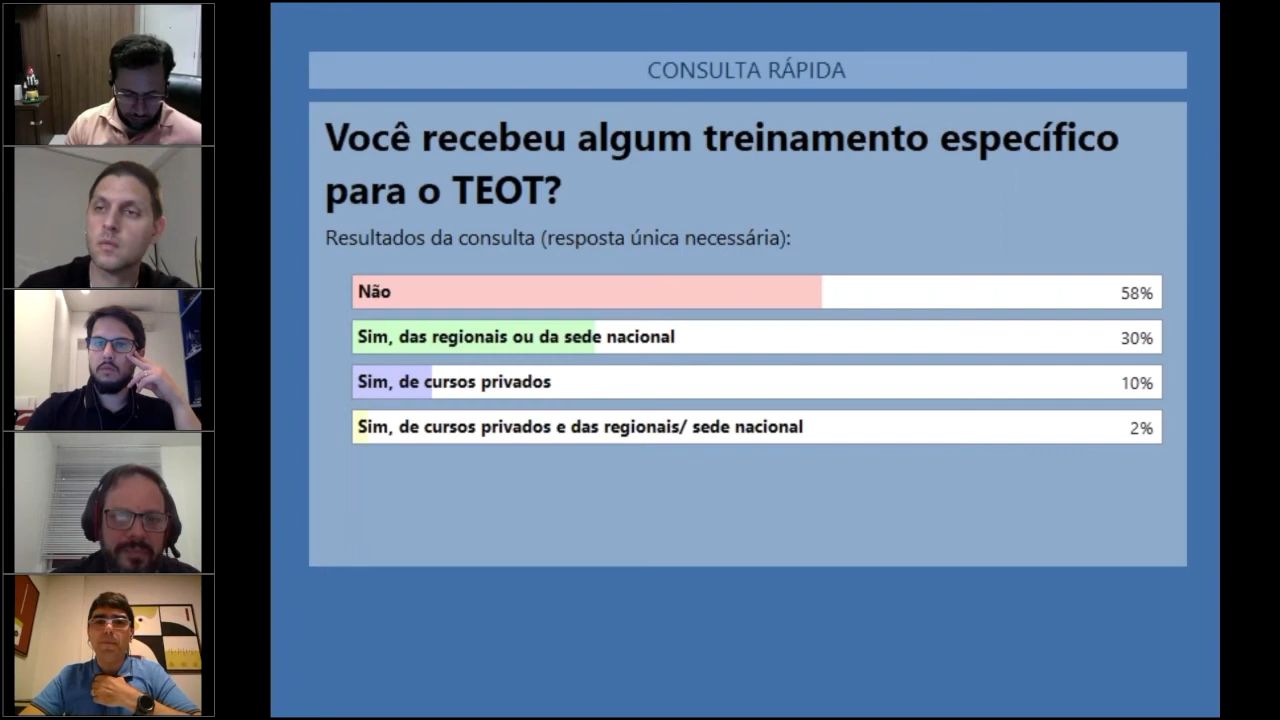 CONSULTA RÁPIDA
Você recebeu algum treinamento específico
para o TEOT?
Resultados da consulta (resposta única necessária):
Não 58%
Sim, das regionais ou da sede nacional 30%
Sim, de cursos privados 10%
Sim, de cursos privados e das regionais/ sede nacional 2%